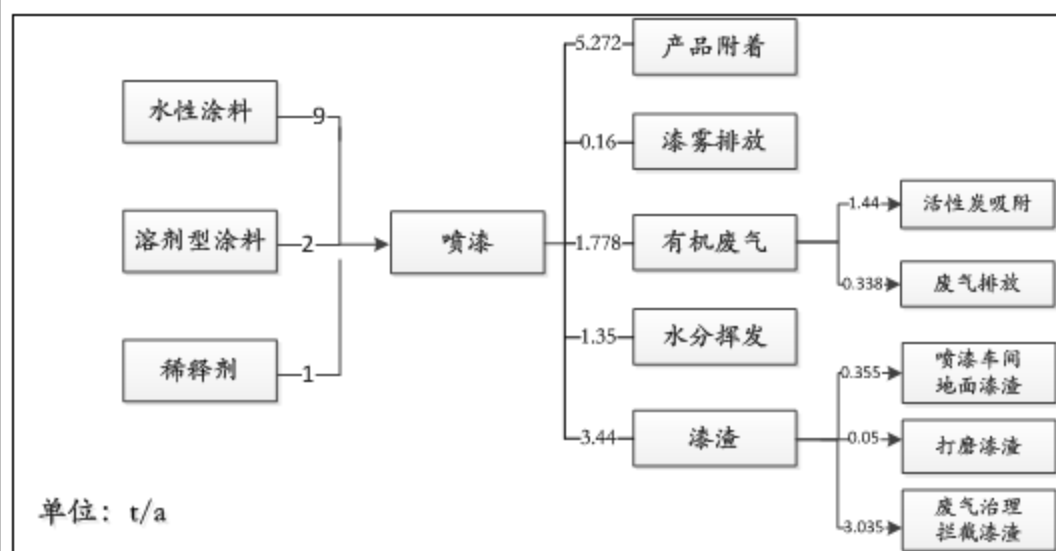 水性涂料
9
溶剂型涂料
2
稀释剂
1
喷漆
5.272
产品附着
0.16
漆雾排放
1.778
有机废气
1.44
活性炭吸附
0.338
废气排放
1.35
水分挥发
3.44
漆渣
0.355
喷漆车间
地面漆渣
0.05
打磨漆渣
3.035
废气治理
拦截漆渣
单位：t/a